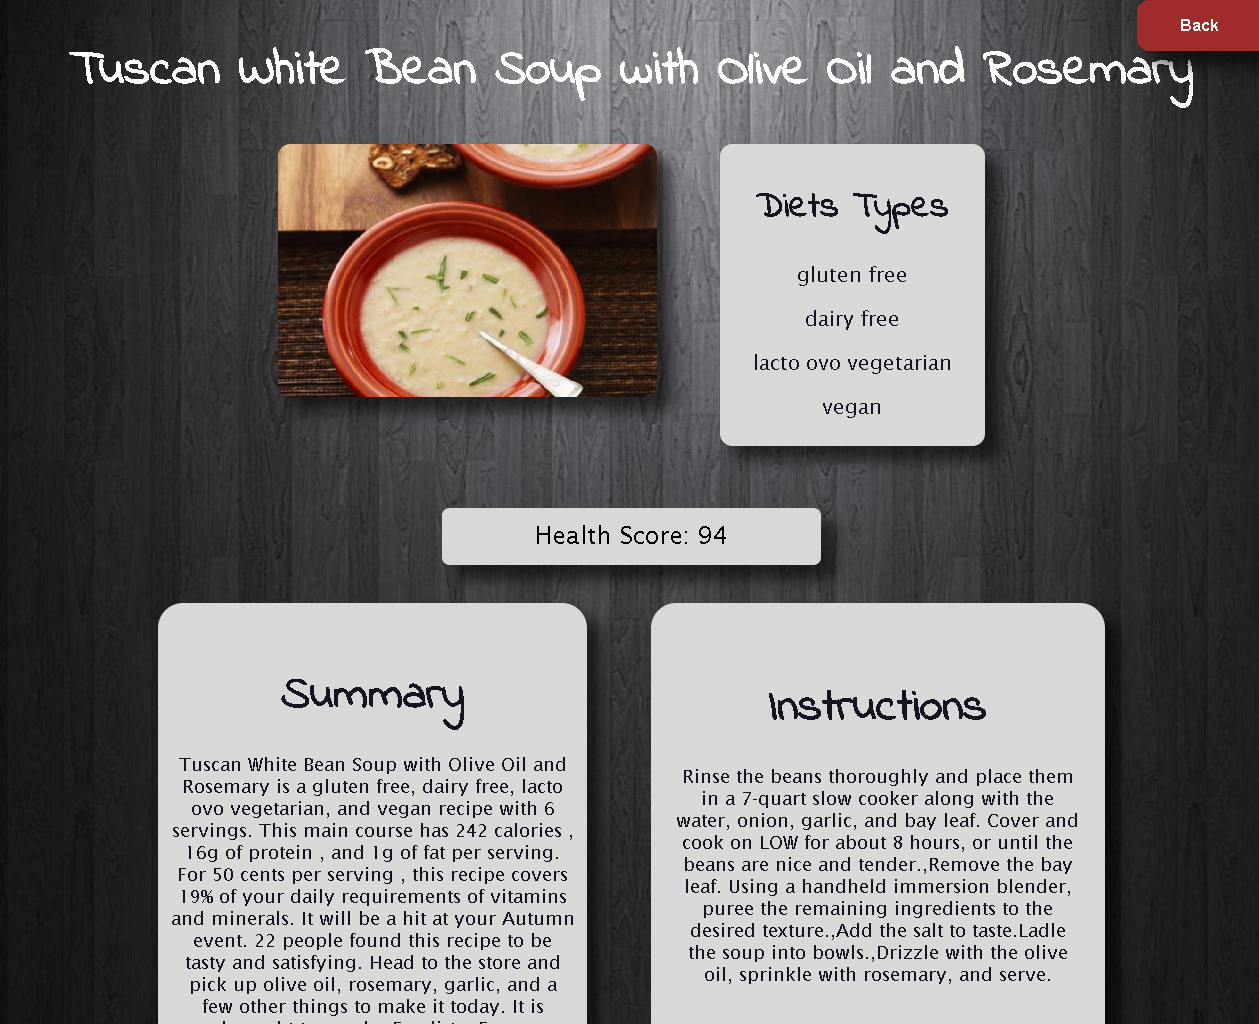 Back
Tuscan White Bean Soup with Olive Oil and Rosemary
Diets Types
gluten free
dairy free
lacto ovo vegetarian
vegan
Health Score: 94
Summary
Tuscan White Bean Soup with Olive Oil and
Rosemary is a gluten free, dairy free, lacto
ovo vegetarian, and vegan recipe with 6
servings. This main course has 242 calories ,
16g of protein , and 1g of fat per serving.
For 50 cents per serving , this recipe covers
19% of your daily requirements of vitamins
and minerals. It will be a hit at your Autumn
event. 22 people found this recipe to be
tasty and satisfying. Head to the store and
pick up olive oil, rosemary, garlic, and a
few other things to make it today. It is
Instructions
Rinse the beans thoroughly and place them
in a 7-quart slow cooker along with the
water, onion, garlic, and bay leaf. Cover and
cook on LOW for about 8 hours, or until the
beans are nice and tender.,Remove the bay
leaf. Using a handheld immersion blender,
puree the remaining ingredients to the
desired texture.,Add the salt to taste.Ladle
the soup into bowls.,Drizzle with the olive
oil, sprinkle with rosemary, and serve.